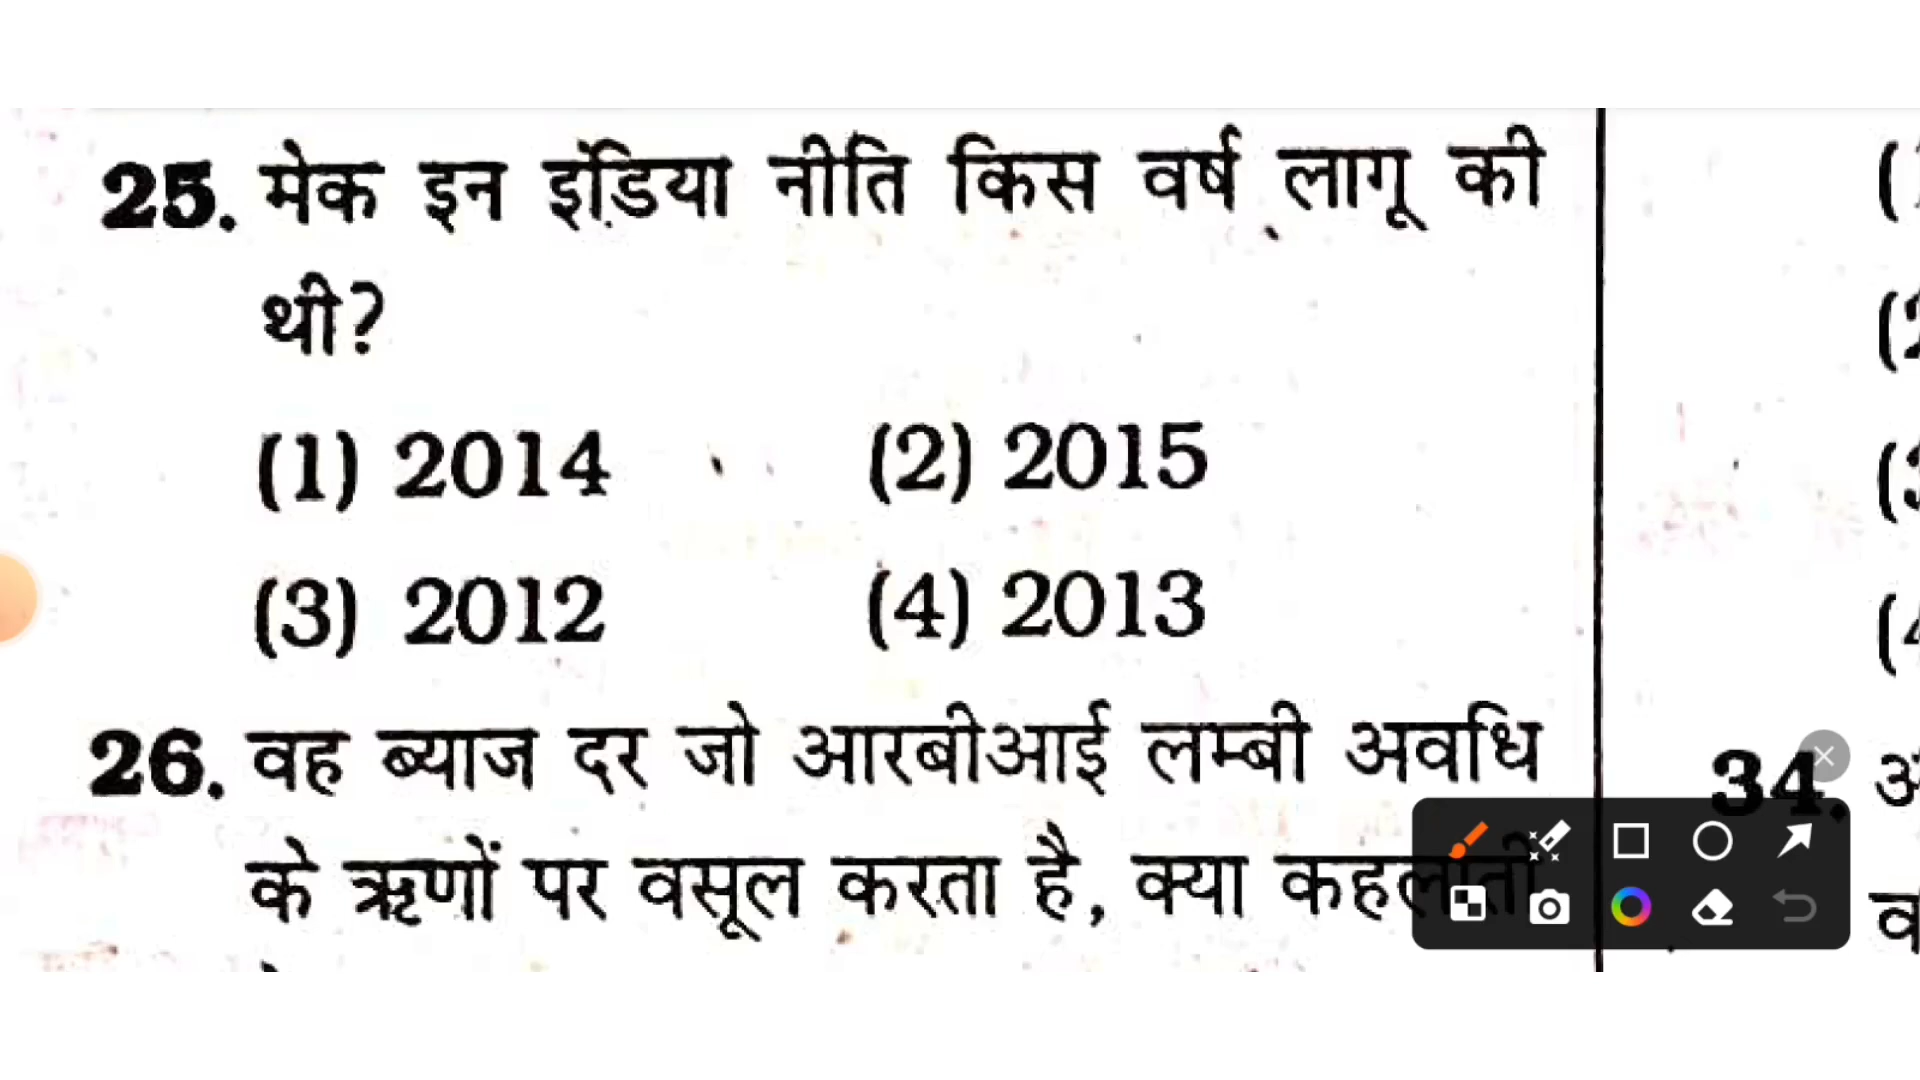 25. मेक इन इंडिया नीति किस वर्ष लागू की
थी?
(1) 2014 (2) 2015
(3) 2012 (4) 2013
26. वह ब्याज दर जो आरबीआई लम्बी अवधि
के ऋणों पर वसूल करता है, क्या कहलाती
34.